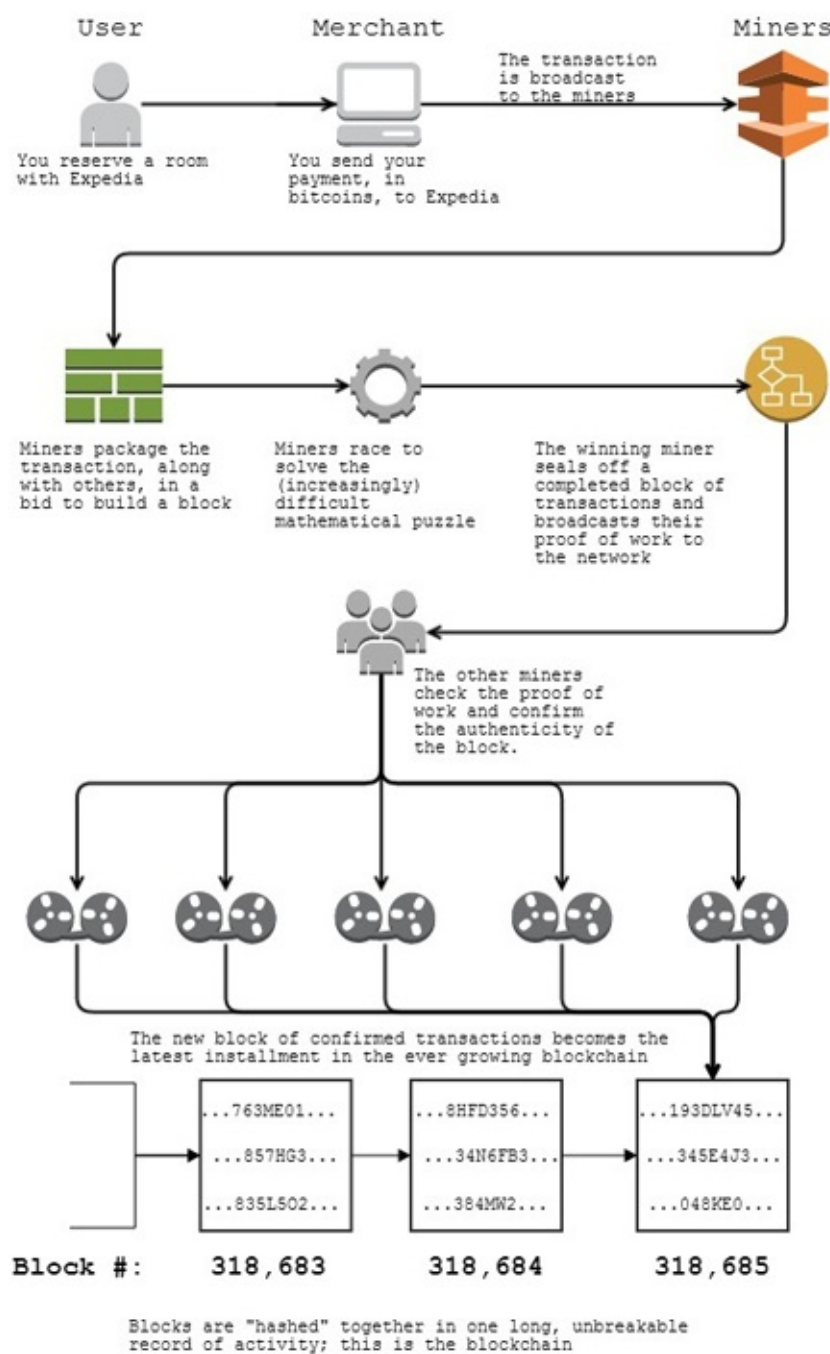 User
Merchant
Miners
The transaction
is broadcast
to the miners
You reserve a room
with Expedia
You send your
payment, in
bitcoins, to Expedia
Miners package the
transaction, along
with others, in a
bid to build a block
Miners race to
solve the
(increasingly)
difficult
mathematical puzzle
The winning miner
seals off a
completed block of
transactions and
broadcasts their
proof of work to
the network
The other miners
check the proof of
work and confirm
the authenticity of
the block.
The new block of confirmed transactions becomes the
latest installment in the ever growing blockchain
...763ME01...
...857HG3...
...835L5O2...
...8HFD356...
...34N6FB3...
...384MW2...
...193DLV45...
...345E4J3...
...048KE0...
Block #: 318,683 318,684 318,685
Blocks are "hashed" together in one long, unbreakable
record of activity; this is the blockchain